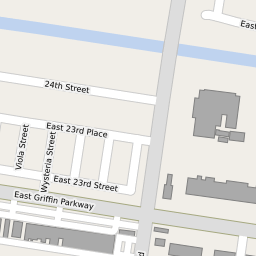 East
24th Street
East 23rd Place
Viola Street
Wysteria Street
East 23rd Street
East Griffin Parkway